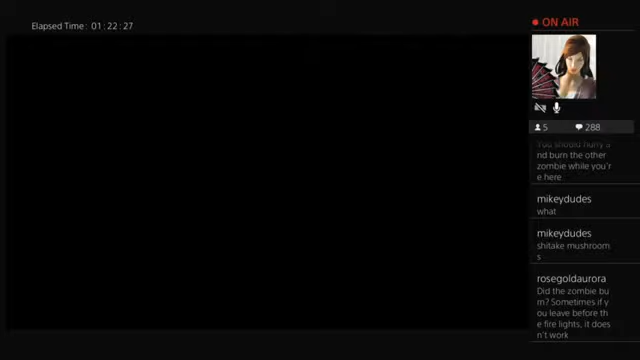 Elapsed Time: 01:22:27
ON AIR
5
288
You should hurry a
nd burn the other
zombie while you'r
e here
mikeydudes
what
mikeydudes
shitake mushroom
s
rosegoldaurora
Did the zombie bu
rn? Sometimes if y
ou leave before th
e fire lights, it does
n't work